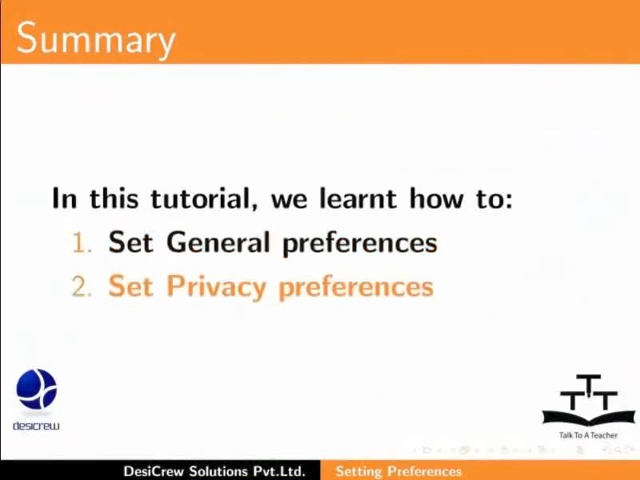 Summary
In this tutorial, we learnt how to:
1. Set General preferences
2. Set Privacy preferences
desicrew
TTT
Talk To A Teacher
DesiCrew Solutions Pvt.Ltd. Setting Preferences